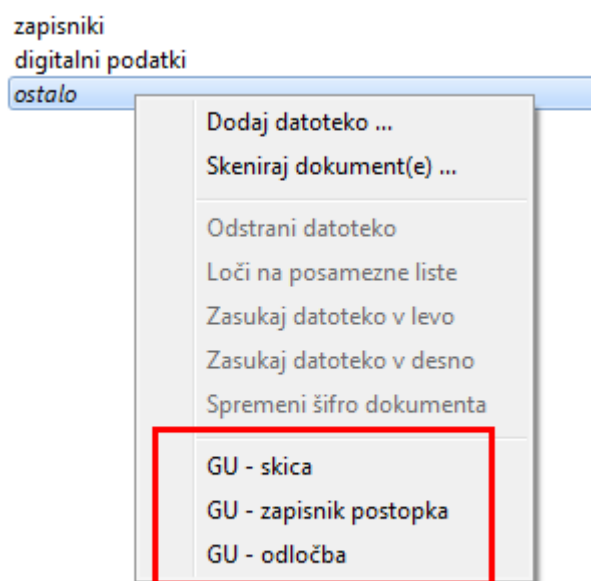 zapisniki
digitalni podatki
ostalo
Dodaj datoteko ...
Skeniraj dokument(e) ...
Odstrani datoteko
Loči na posamezne liste
Zasukaj datoteko v levo
Zasukaj datoteko v desno
Spremeni šifro dokumenta
GU - skica
GU - zapisnik postopka
GU - odločba